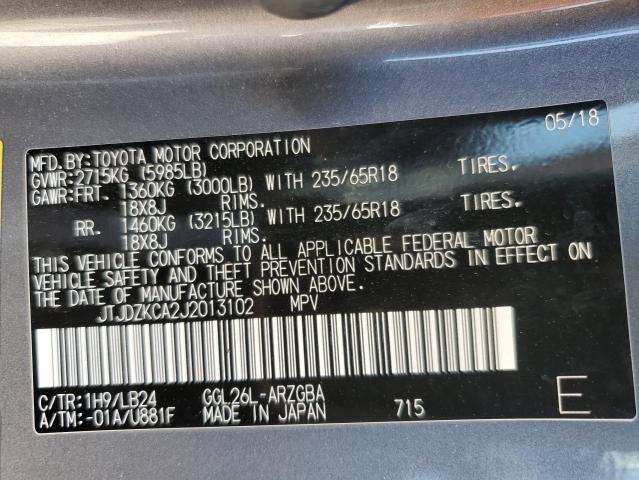 05/18
MFD.BY:TOYOTA MOTOR CORPORATION
GVWR:2715KG (5985LB)
GAWR:FRT. 1360KG (3000LB) WITH 235/65R18 TIRES.
18X8J RIMS.
RR. 1460KG (3215LB) WITH 235/65R18 TIRES.
18X8J RIMS.
THIS VEHICLE CONFORMS TO ALL APPLICABLE FEDERAL MOTOR
VEHICLE SAFETY AND THEFT PREVENTION STANDARDS IN EFFECT ON
THE DATE OF MANUFACTURE SHOWN ABOVE.
JTJDZKCA2J2013102 MPV
C/TR:1H9/LB24 GGL26L-ARZGBA
A/TM:-01A/U881F MADE IN JAPAN 715 E